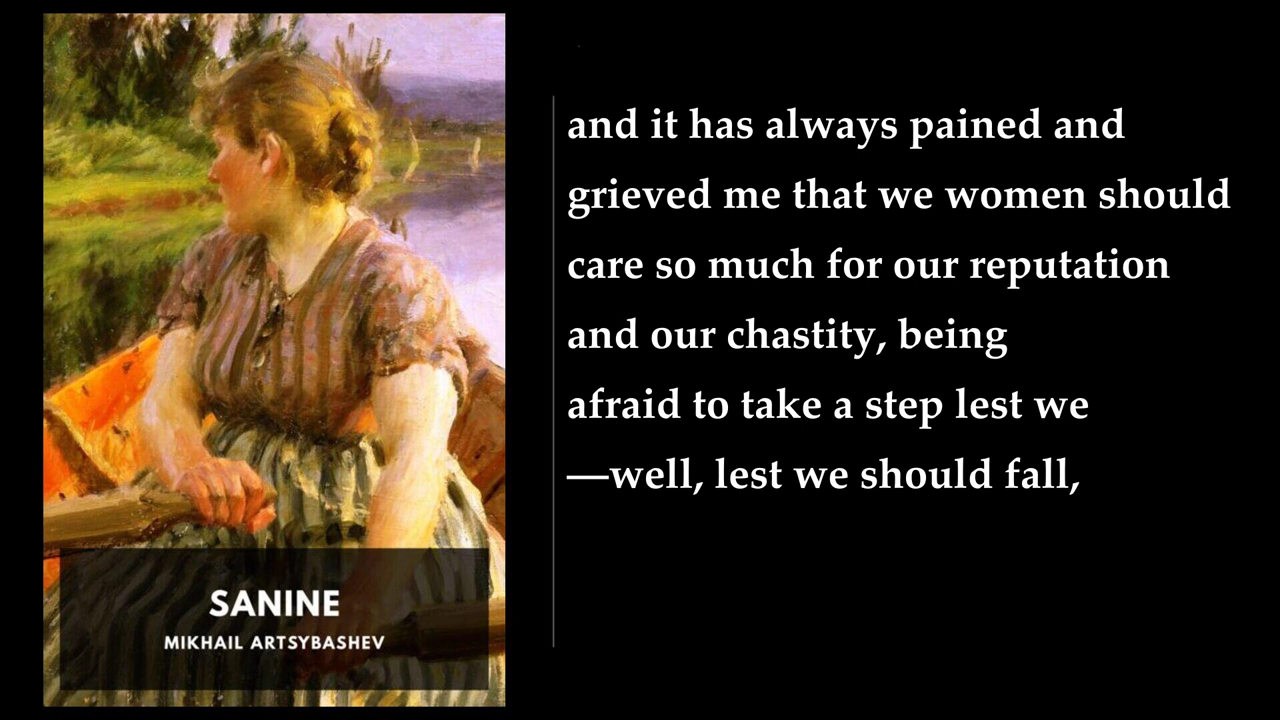 and it has always pained and
grieved me that we women should
care so much for our reputation
and our chastity, being
afraid to take a step lest we
—well, lest we should fall,
SANINE
MIKHAIL ARTSYBASHEV